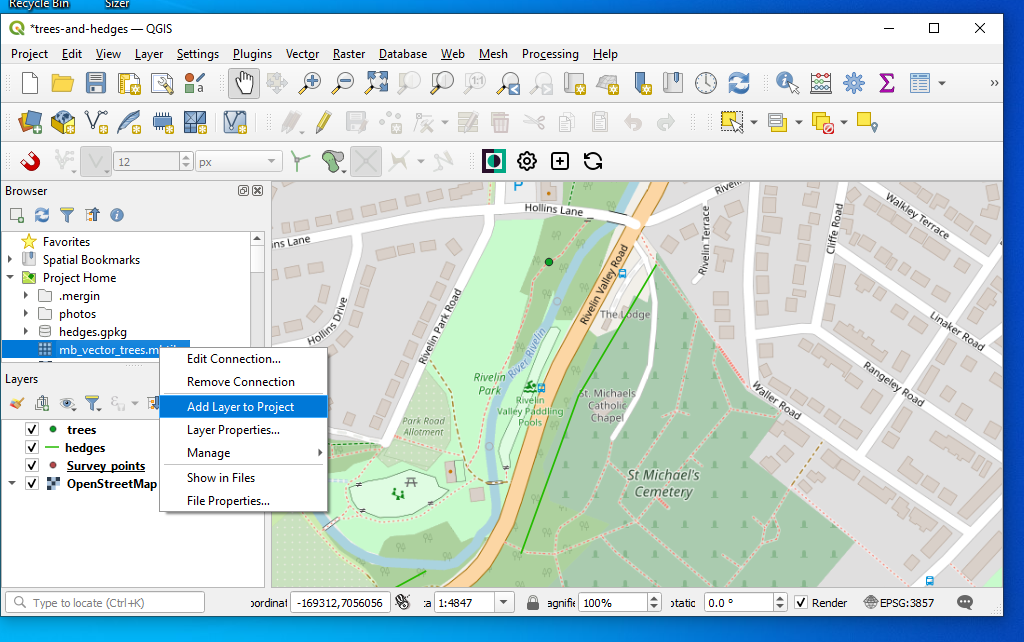 Recycle Bin
Sizer
*trees-and-hedges — QGIS
Project Edit View Layer Settings Plugins Vector Raster Database Web Mesh Processing Help
1:1
»
12
px
Browser
Favorites
Spatial Bookmarks
Project Home
.mergin
photos
hedges.gpkg
mb_vector_trees.mbtil
Edit Connection...
Remove Connection
Add Layer to Project
Layer Properties...
Manage
Show in Files
File Properties...
Layers
trees
hedges
Survey points
OpenStreetMap
P
Hollins Lane
ns Lane
Rivelin
Hollins Drive
Rivelin Park Road
Rivelin Valley Road
River Rivelin
Rivelin Terrace
Cliffe Road
Walkley Terrace
Linaker Road
Rangeley Road
Waller Road
The Lodge
Rivelin
Park
Rivelin
Valley Paddling
Pools
St. Michaels
Catholic
Chapel
Park Road
Allotment
St Michael's
Cemetery
Type to locate (Ctrl+K)
oordinat
-169312,7056056
1:4847
agnifie
100%
otatic
0.0 °
Render
EPSG:3857